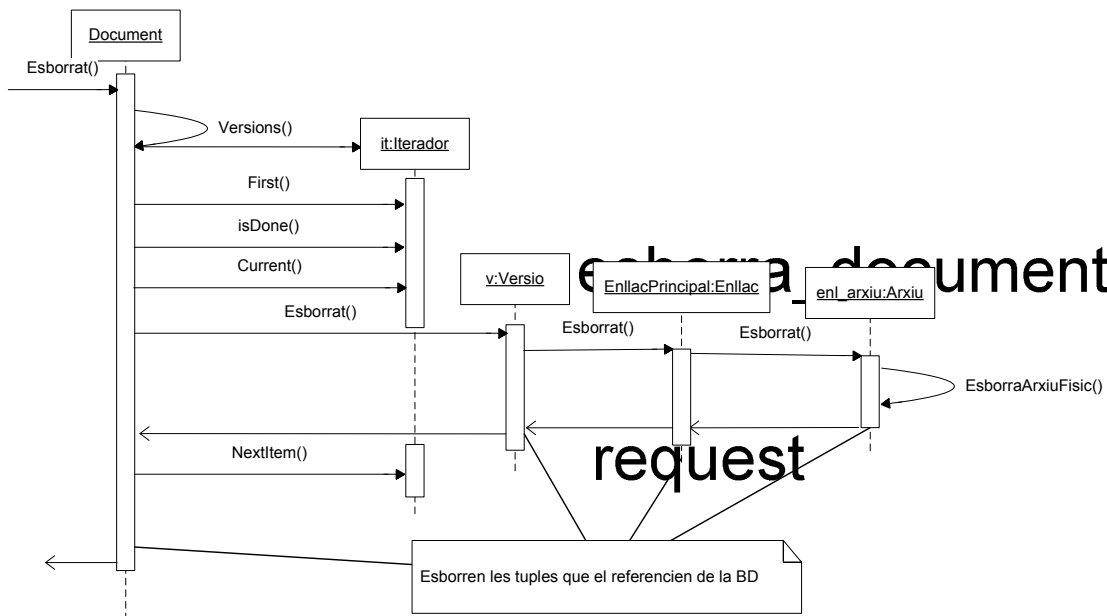 Document
Esborrat()
Versions()
it:Iterador
First()
isDone()
Current()
esborra_document
v:Versio
EnllacPrincipal:Enllac
enl_arxiu:Arxiu
Esborrat()
Esborrat()
Esborrat()
EsborraArxiuFisic()
NextItem()
request
Esborren les tuples que el referencien de la BD